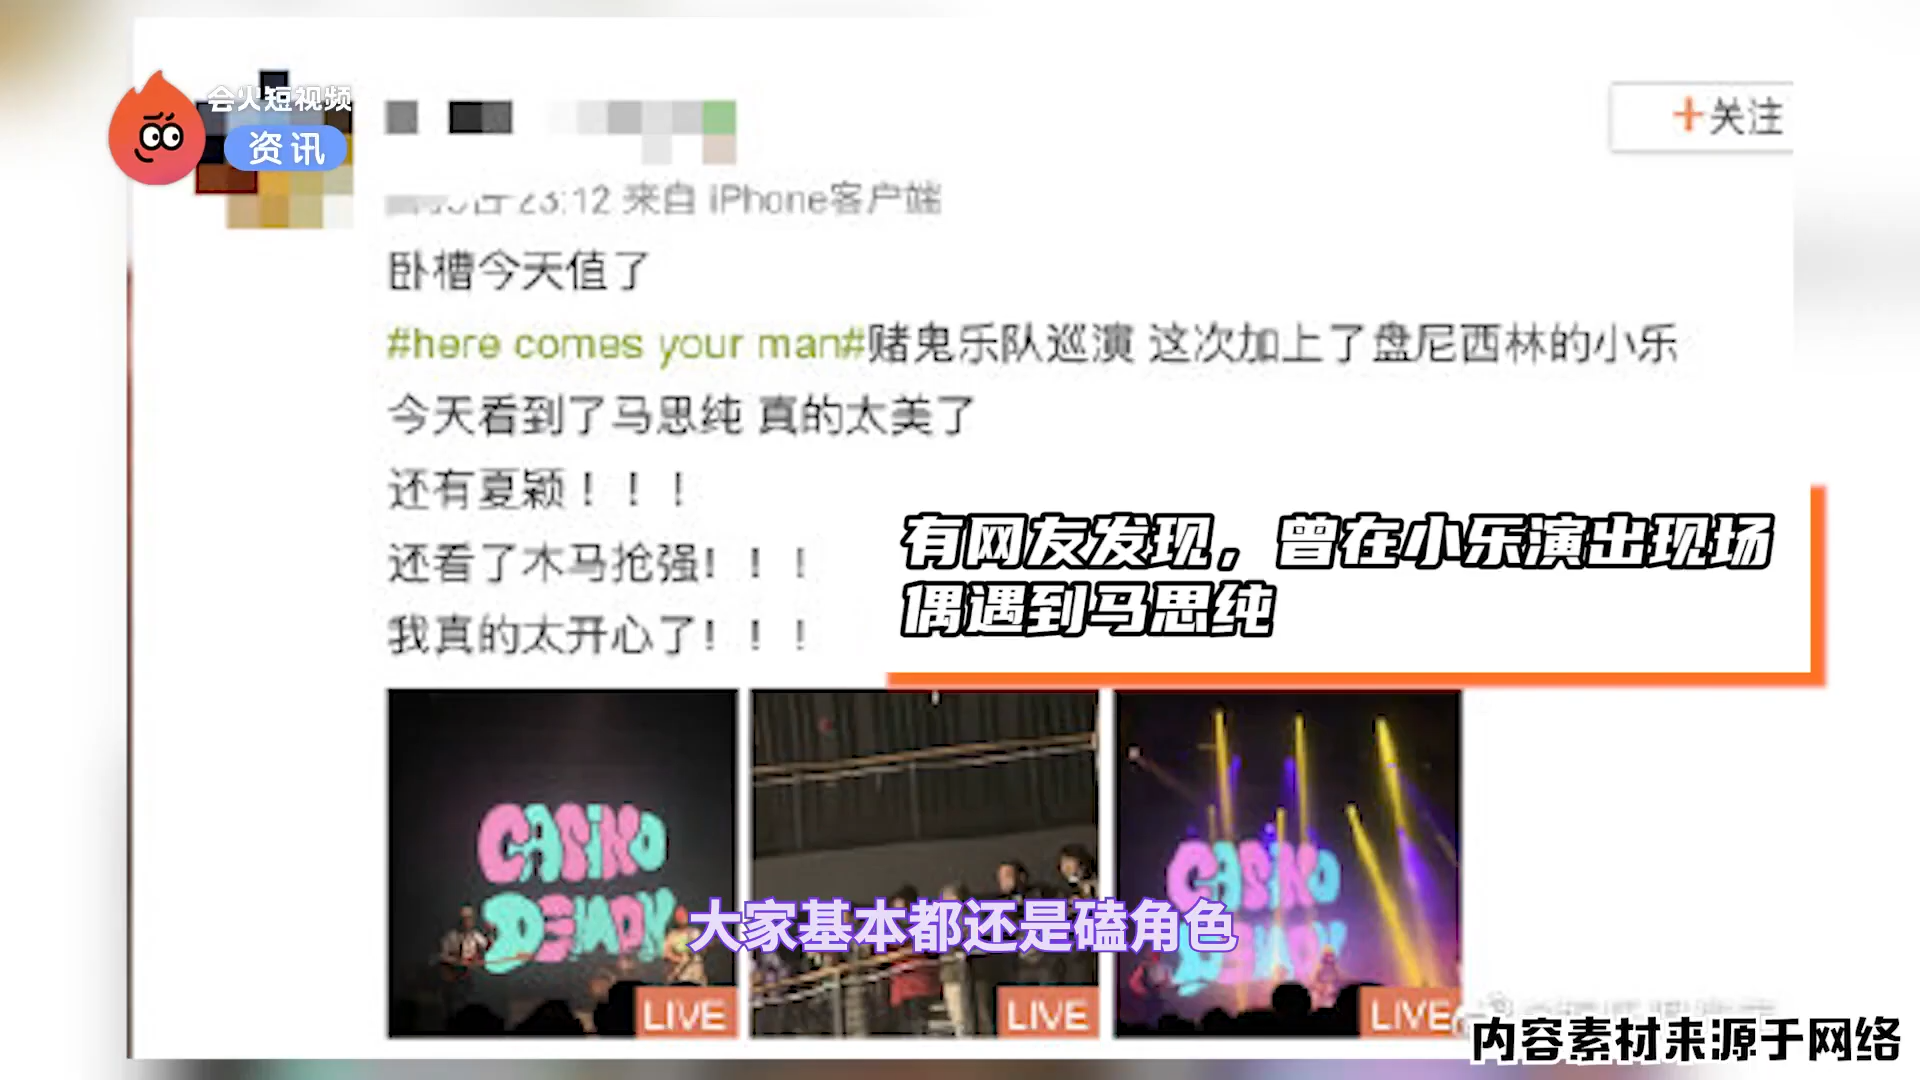 会火短视频
资讯
+关注
23:12 来自 iPhone客户端
卧槽今天值了
#here comes your man#赌鬼乐队巡演 这次加上了盘尼西林的小乐
今天看到了马思纯 真的太美了
还有夏颖！！！
还看了木马抢强！！！
我真的太开心了！！！
有网友发现，曾在小乐演出现场
偶遇到马思纯
CASINO
DEMON
CASINO
DEMON
大家基本都还是磕角色
LIVE
LIVE
LIVE
内容素材来源于网络